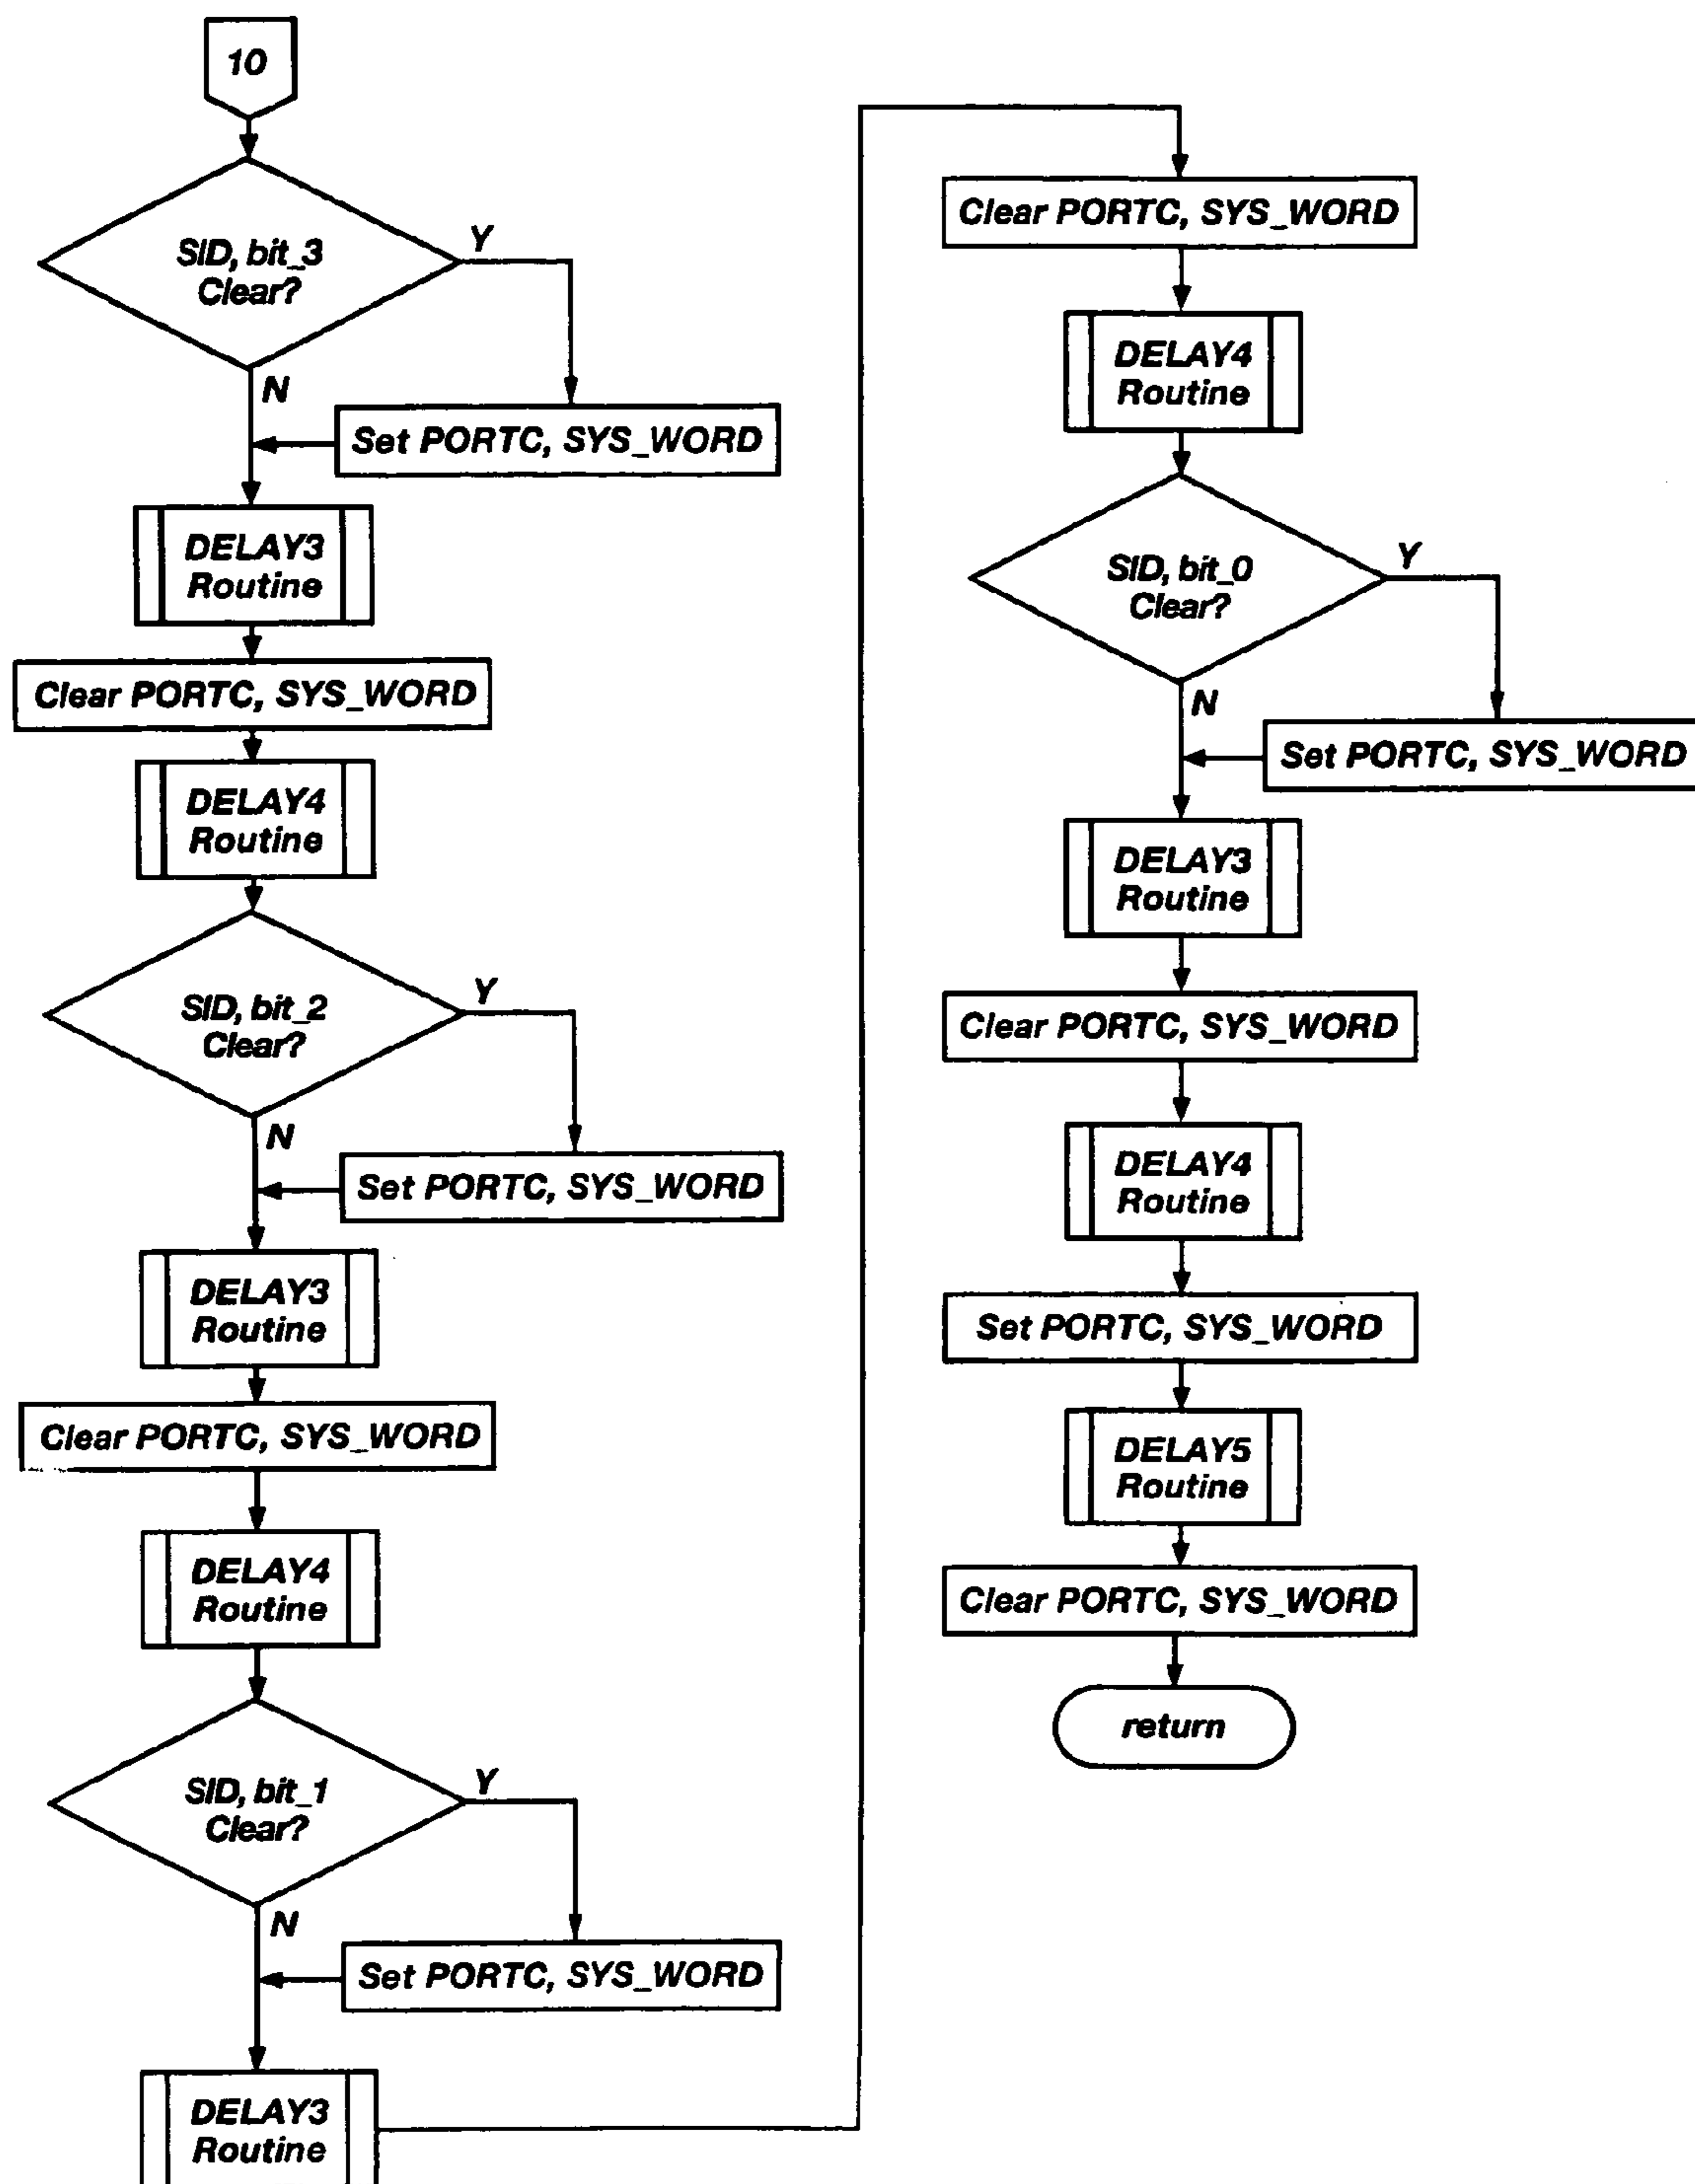 10
SID, bit_3
Clear?
Y
N
Set PORTC, SYS_WORD
DELAY3
Routine
Clear PORTC, SYS_WORD
DELAY4
Routine
SID, bit_2
Clear?
Y
N
Set PORTC, SYS_WORD
DELAY3
Routine
Clear PORTC, SYS_WORD
DELAY4
Routine
SID, bit_1
Clear?
Y
N
Set PORTC, SYS_WORD
DELAY3
Routine
Clear PORTC, SYS_WORD
DELAY4
Routine
SID, bit_0
Clear?
Y
N
Set PORTC, SYS_WORD
DELAY3
Routine
Clear PORTC, SYS_WORD
DELAY4
Routine
Set PORTC, SYS_WORD
DELAY5
Routine
Clear PORTC, SYS_WORD
return